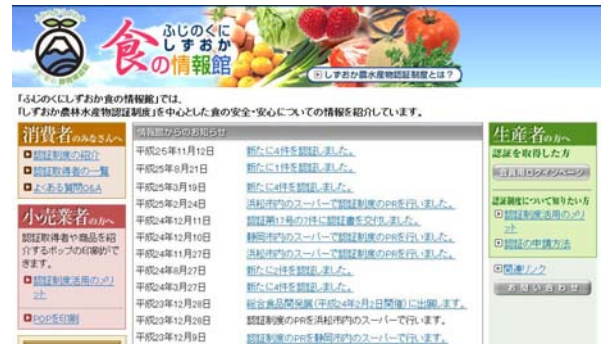 ふじのくに
しずおか
食の情報館
しずおか農水産物認証制度とは？
「ふじのくにしずおか食の情報館」では、
「しずおか農林水産物認証制度」を中心とした食の安全・安心についての情報を紹介しています。
消費者のみなさんへ
認証制度の紹介
認証取得者の一覧
よくある質問Q&A
小売業者の方へ
認証取得者や商品を紹
介するポップの印刷がで
きます。
認証制度活用のメリ
ット
POPを印刷
情報館からのお知らせ
平成25年11月12日 新たに4件を認証しました。
平成25年8月21日 新たに1件を認証しました。
平成25年3月19日 新たに4件を認証しました。
平成25年2月24日 浜松市内のスーパーで認証制度のPRを行いました。
平成24年12月11日 認証第17号の7件に認証書を交付しました。
平成24年12月10日 静岡市内のスーパーで認証制度のPRを行いました。
平成24年11月27日 浜松市内のスーパーで認証制度のPRを行いました。
平成24年8月27日 新たに2件を認証しました。
平成24年3月27日 新たに4件を認証しました。
平成23年12月28日 総合食品開発展(平成24年2月2日開催)に出展します。
平成23年12月28日 認証制度のPRを浜松市内のスーパーで行います。
平成23年12月9日 認証制度のPRを静岡市内のスーパーで行います。
生産者の方へ
認証を取得した方
会員用ログインページ
認証制度について知りたい方
認証制度活用のメリ
ット
認証の申請方法
関連リンク
お問い合わせ